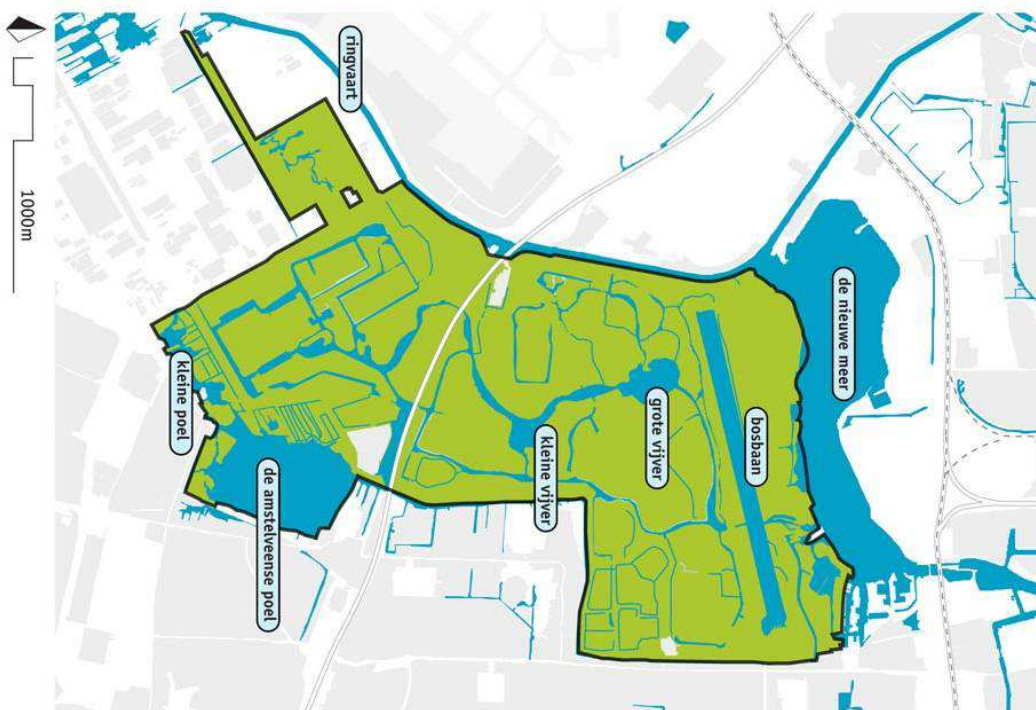 de nieuwe meer
bosbaan
grote vijver
kleine vijver
ringvaart
de amstelveense poel
kleine poel
1000m